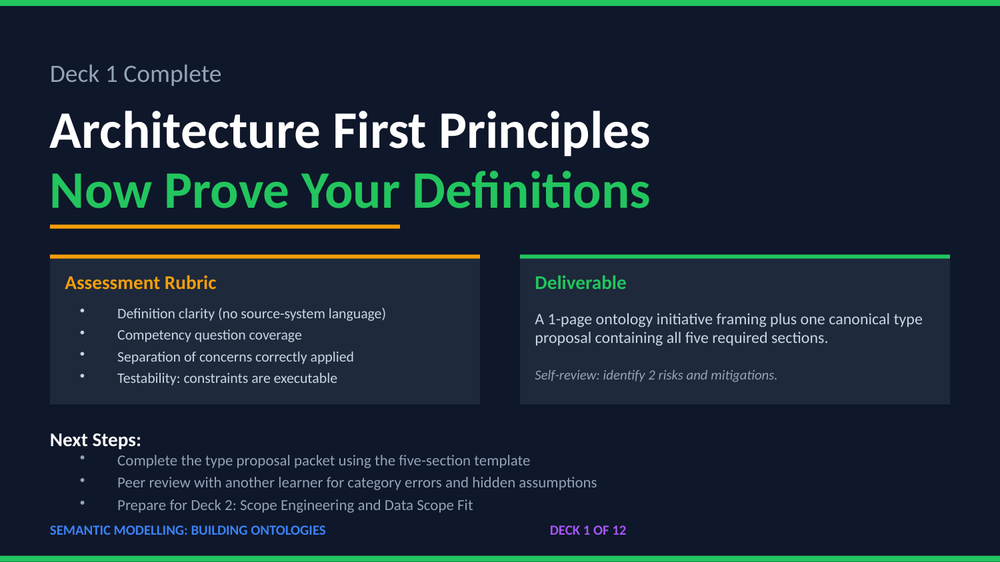 Deck 1 Complete
Architecture First Principles
Now Prove Your Definitions
Assessment Rubric
• Definition clarity (no source-system language)
• Competency question coverage
• Separation of concerns correctly applied
• Testability: constraints are executable
Deliverable
A 1-page ontology initiative framing plus one canonical type
proposal containing all five required sections.
Self-review: identify 2 risks and mitigations.
Next Steps:
• Complete the type proposal packet using the five-section template
• Peer review with another learner for category errors and hidden assumptions
• Prepare for Deck 2: Scope Engineering and Data Scope Fit
SEMANTIC MODELLING: BUILDING ONTOLOGIES
DECK 1 OF 12